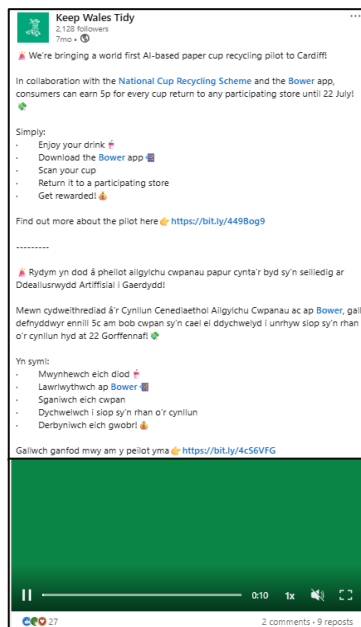 Keep Wales Tidy
2,128 followers
7mo •
We're bringing a world first AI-based paper cup recycling pilot to Cardiff!
In collaboration with the National Cup Recycling Scheme and the Bower app,
consumers can earn 5p for every cup return to any participating store until 22 July!
Simply:
· Enjoy your drink
· Download the Bower app
· Scan your cup
· Return it to a participating store
· Get rewarded!
Find out more about the pilot here https://bit.ly/449Bog9
---------
Rydym yn dod â pheilot ailgylchu cwpanau papur cynta'r byd sy'n seiliedig ar
Ddeallusrwydd Artiffisial i Gaerdydd!
Mewn cydweithrediad â'r Cynllun Cenedlaethol Ailgylchu Cwpanau ac ap Bower, gall
defnyddwyr ennill 5c am bob cwpan sy'n cael ei ddychwelyd i unrhyw siop sy'n rhan
o'r cynllun hyd at 22 Gorffennaf!
Yn syml:
· Mwynhewch eich diod
· Lawrlwythwch ap Bower
· Sganiwch eich cwpan
· Dychwelwch i siop sy'n rhan o'r cynllun
· Derbyniwch eich gwobr!
Gallwch ganfod mwy am y peilot yma https://bit.ly/4cS6VFG
0:10 1x
27 2 comments • 9 reposts